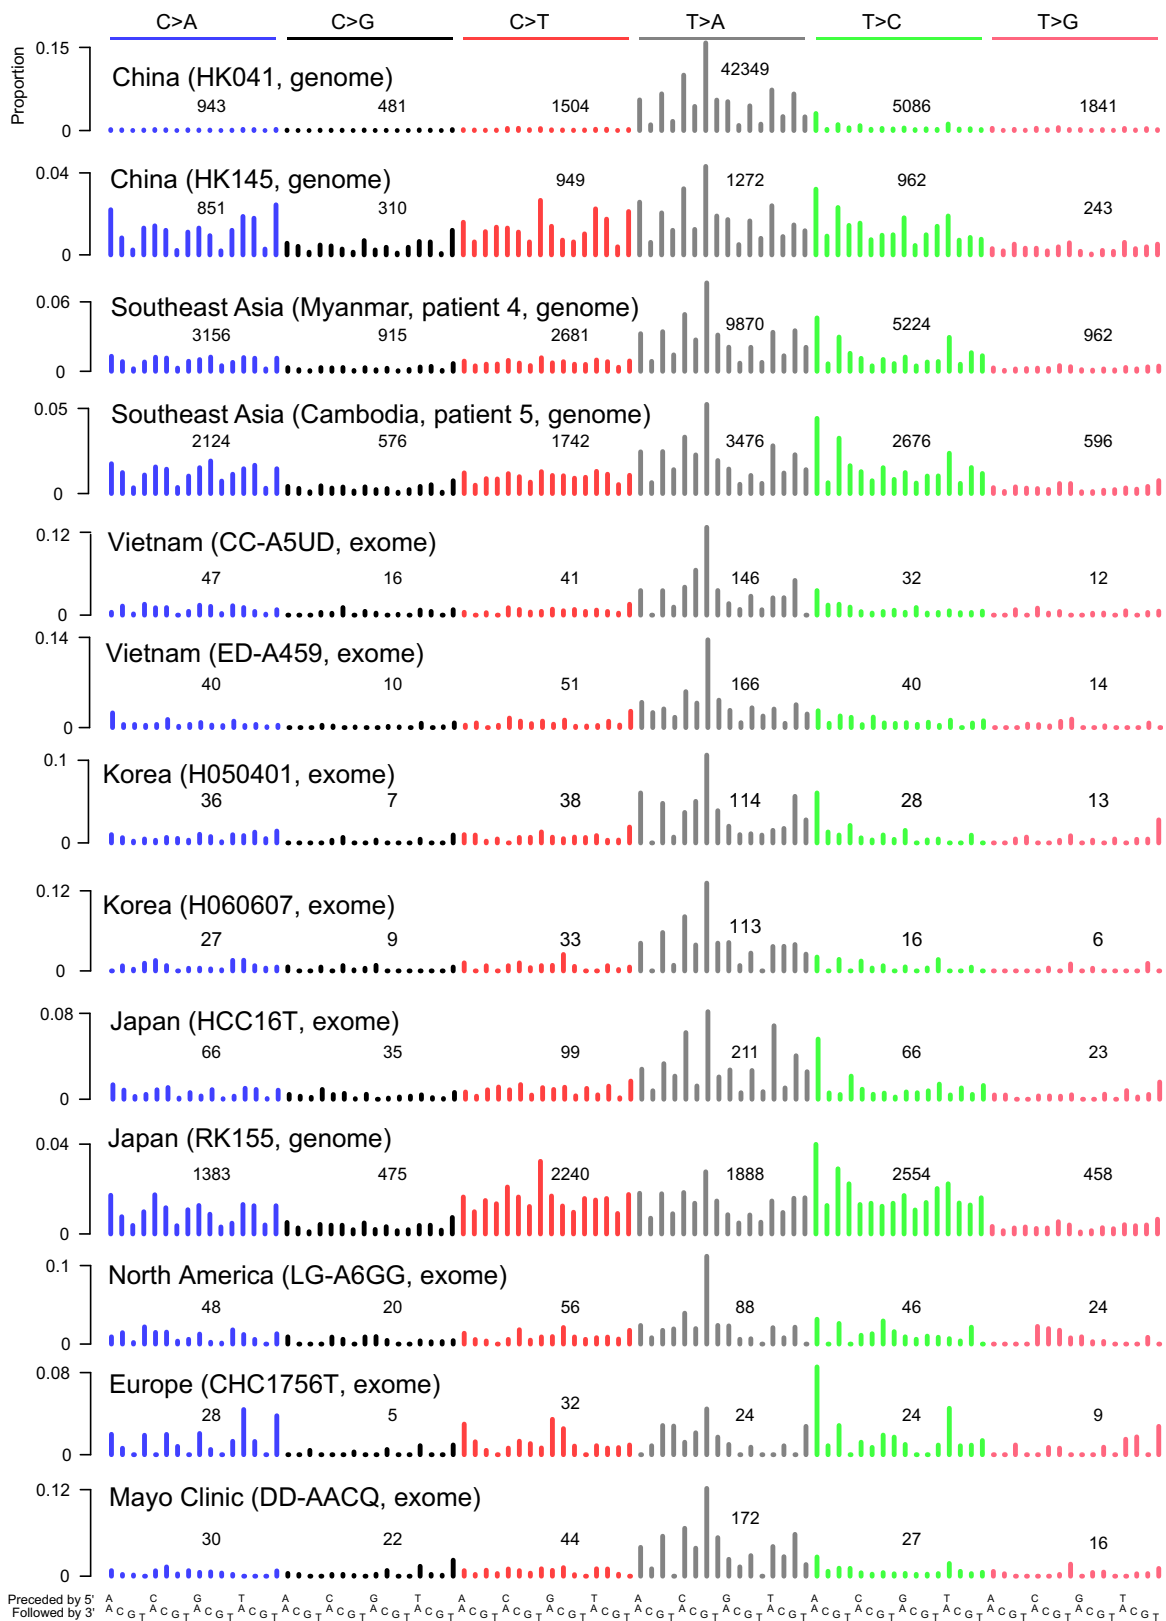 C>A C>G C>T T>A T>C T>G
Proportion
0.15
0
China (HK041, genome)
943 481 1504 42349 5086 1841
0.04
0
China (HK145, genome)
851 310 949 1272 962 243
0.06
0
Southeast Asia (Myanmar, patient 4, genome)
3156 915 2681 9870 5224 962
0.05
0
Southeast Asia (Cambodia, patient 5, genome)
2124 576 1742 3476 2676 596
0.12
0
Vietnam (CC-A5UD, exome)
47 16 41 146 32 12
0.14
0
Vietnam (ED-A459, exome)
40 10 51 166 40 14
0.1
0
Korea (H050401, exome)
36 7 38 114 28 13
0.12
0
Korea (H060607, exome)
27 9 33 113 16 6
0.08
0
Japan (HCC16T, exome)
66 35 99 211 66 23
0.04
0
Japan (RK155, genome)
1383 475 2240 1888 2554 458
0.1
0
North America (LG-A6GG, exome)
48 20 56 88 46 24
0.08
0
Europe (CHC1756T, exome)
28 5 32 24 24 9
0.12
0
Mayo Clinic (DD-AACQ, exome)
30 22 44 172 27 16
Preceded by 5' A C G T A C G T A C G T A C G T A C G T A C G T
Followed by 3' A C G T A C G T A C G T A C G T A C G T A C G T A C G T A C G T A C G T A C G T A C G T A C G T A C G T A C G T A C G T A C G T A C G T A C G T A C G T A C G T A C G T A C G T A C G T A C G T